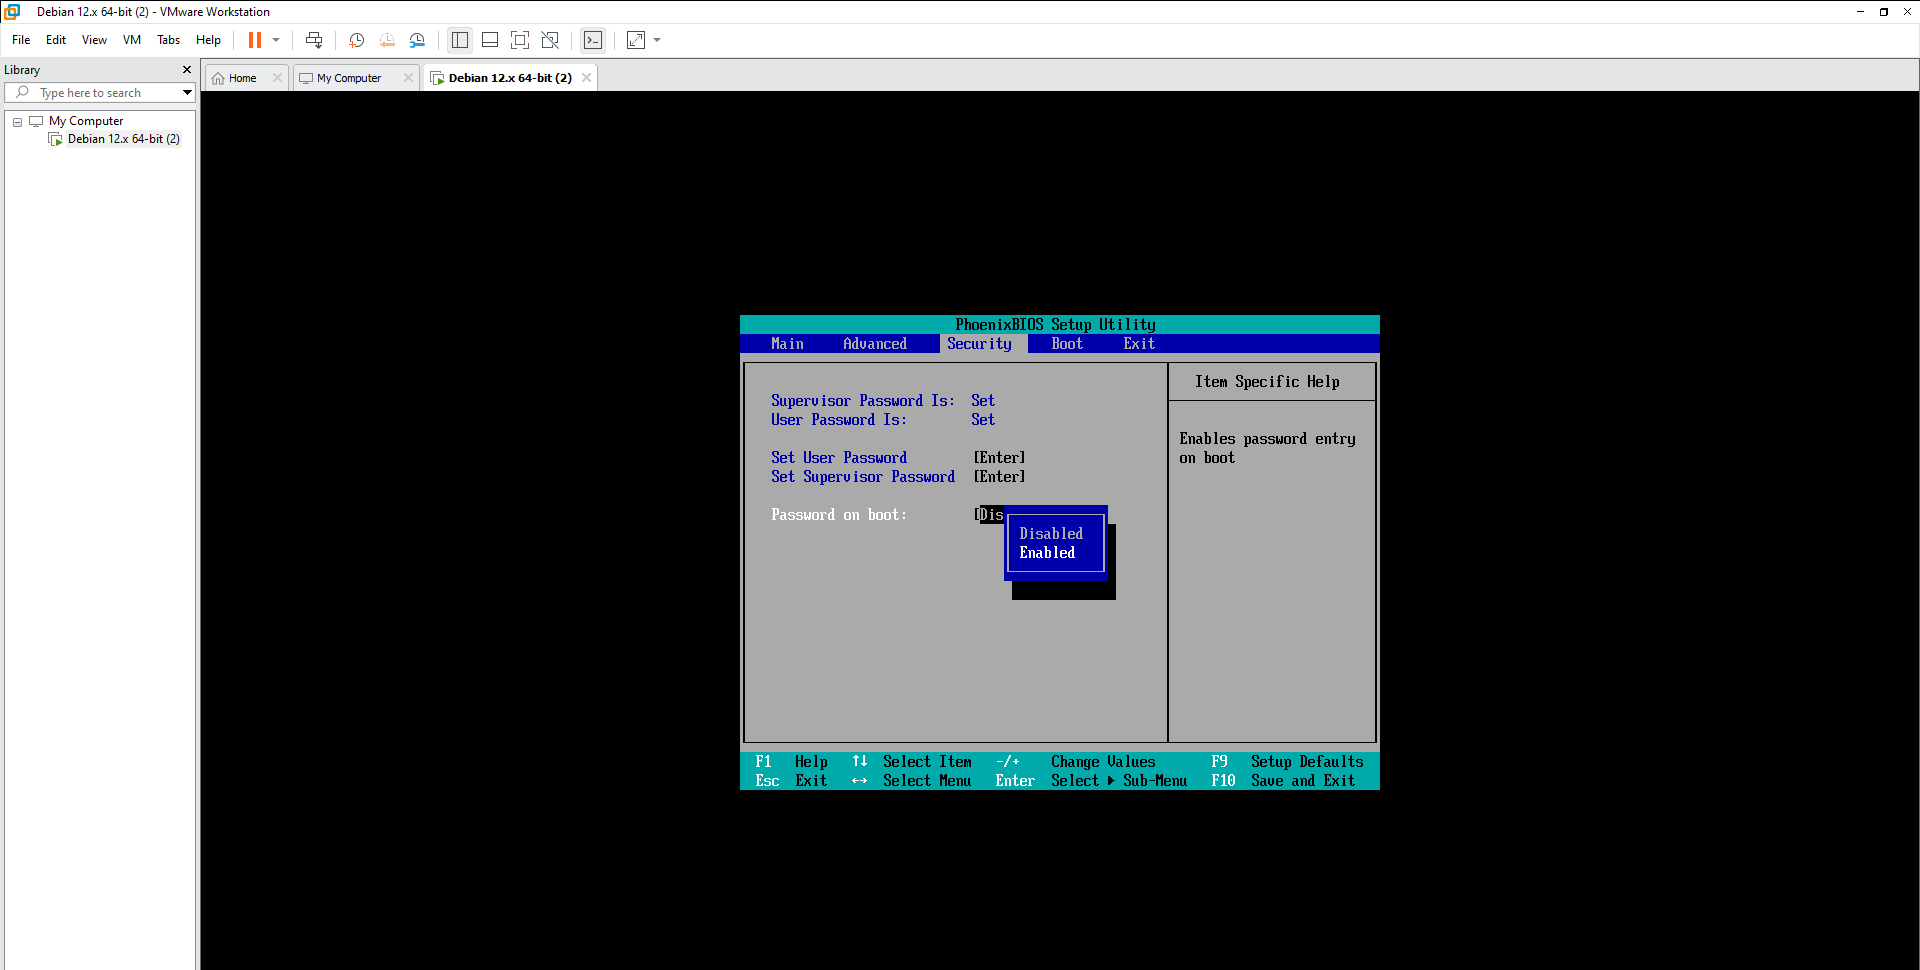 Debian 12.x 64-bit (2) - VMware Workstation
File Edit View VM Tabs Help
Library
Type here to search
My Computer
Debian 12.x 64-bit (2)
Home
My Computer
Debian 12.x 64-bit (2)
PhoenixBIOS Setup Utility
Main Advanced Security Boot Exit
Supervisor Password Is: Set
User Password Is: Set
Set User Password [Enter]
Set Supervisor Password [Enter]
Password on boot: [Dis
Disabled
Enabled
Item Specific Help
Enables password entry
on boot
F1 Help ↑↓ Select Item -/+ Change Values F9 Setup Defaults
Esc Exit ↔ Select Menu Enter Select ▶ Sub-Menu F10 Save and Exit